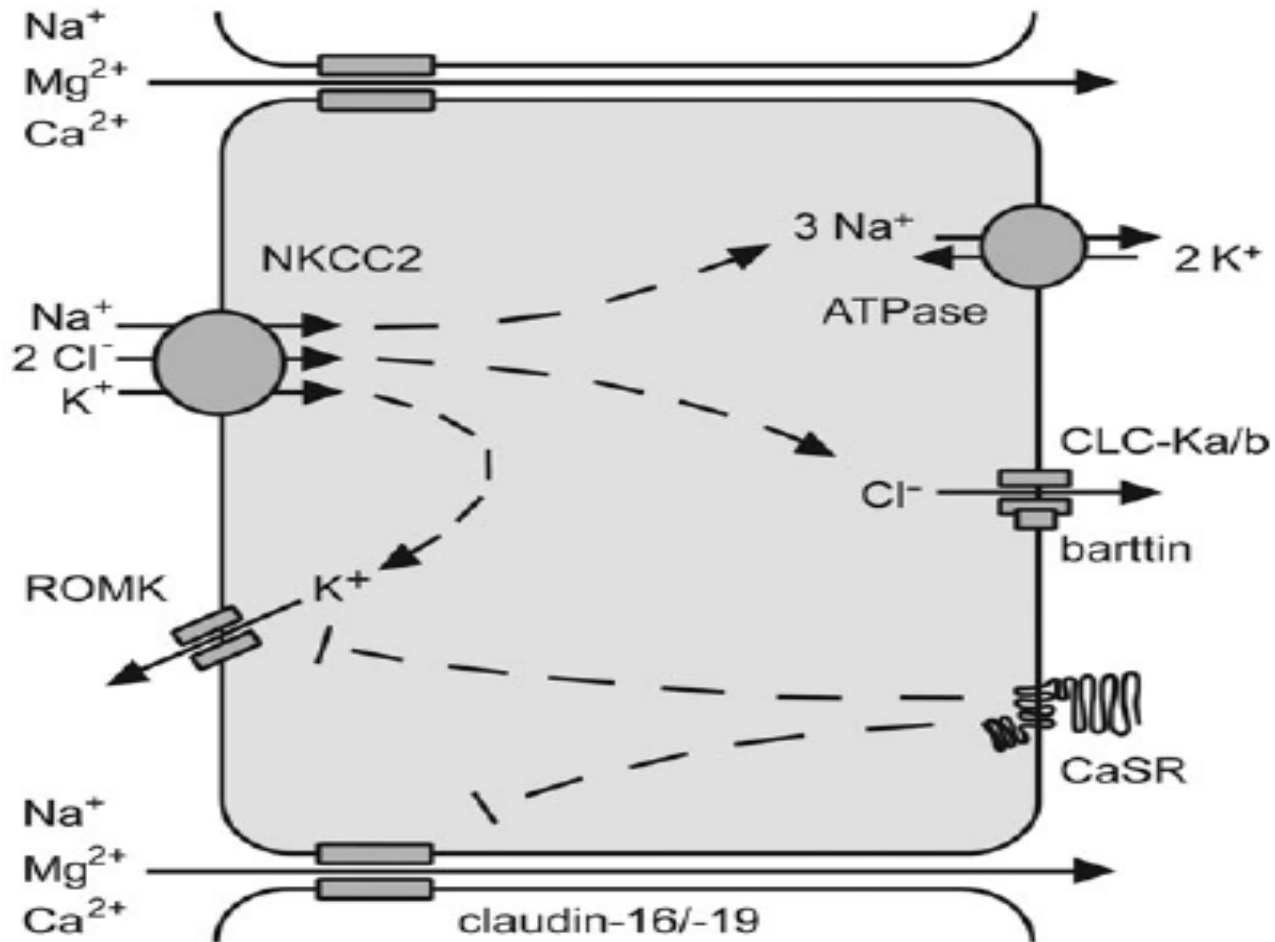 Na⁺
Mg²⁺
Ca²⁺
NKCC2
3 Na⁺
2 K⁺
ATPase
Na⁺
2 Cl⁻
K⁺
CLC-Ka/b
Cl⁻
barttin
ROMK
K⁺
CaSR
Na⁺
Mg²⁺
Ca²⁺
claudin-16/-19